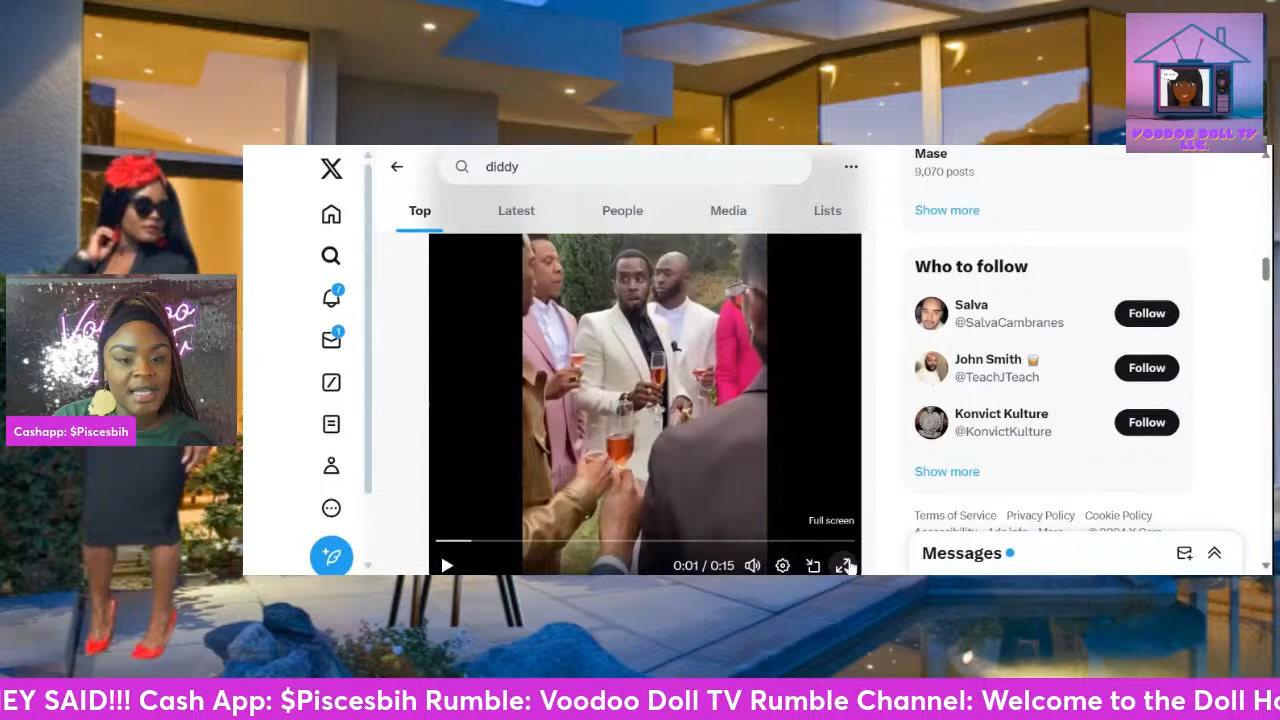 VOODOO DOLL TV
LLC.
diddy
Top
Latest
People
Media
Lists
Mase
9,070 posts
Show more
Who to follow
Salva
@SalvaCambranes
Follow
John Smith
@TeachJTeach
Follow
Konvict Kulture
@KonvictKulture
Follow
Show more
Terms of Service Privacy Policy Cookie Policy
Messages
7
1
Full screen
0:01 / 0:15
Cashapp: $Piscesbih
EY SAID!!! Cash App: $Piscesbih Rumble: Voodoo Doll TV Rumble Channel: Welcome to the Doll Ho